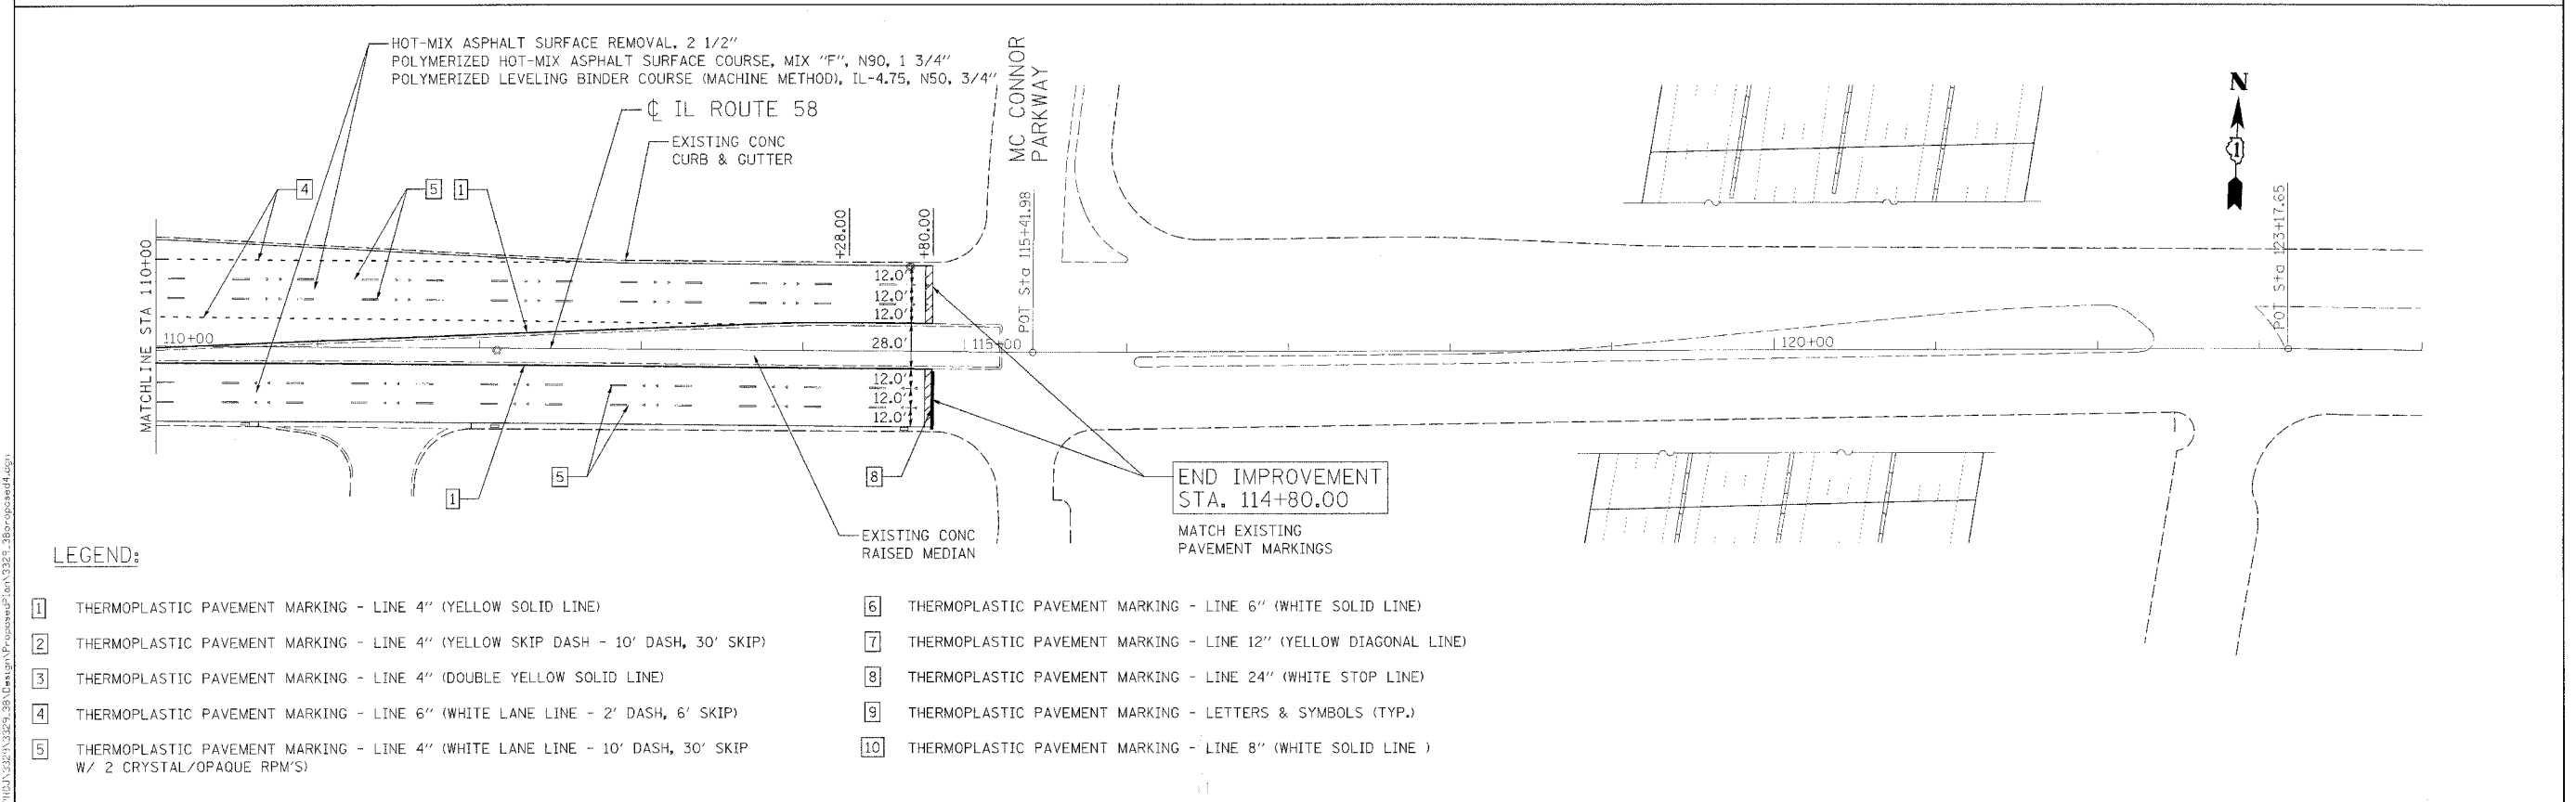 HOT-MIX ASPHALT SURFACE REMOVAL, 2 1/2"
POLYMERIZED HOT-MIX ASPHALT SURFACE COURSE, MIX "F", N90, 1 3/4"
POLYMERIZED LEVELING BINDER COURSE (MACHINE METHOD), IL-4.75, N50, 3/4"
℄ IL ROUTE 58
EXISTING CONC
CURB & GUTTER
MC CONNOR
PARKWAY
N
1
4
5
1
+28.00
+80.00
POT Sta 115+41.98
POT Sta 123+17.65
MATCHLINE STA 110+00
110+00
115+00
120+00
12.0'
12.0'
12.0'
28.0'
12.0'
12.0'
12.0'
1
5
8
END IMPROVEMENT
STA. 114+80.00
MATCH EXISTING
PAVEMENT MARKINGS
EXISTING CONC
RAISED MEDIAN
LEGEND:
1 THERMOPLASTIC PAVEMENT MARKING - LINE 4" (YELLOW SOLID LINE)
2 THERMOPLASTIC PAVEMENT MARKING - LINE 4" (YELLOW SKIP DASH - 10' DASH, 30' SKIP)
3 THERMOPLASTIC PAVEMENT MARKING - LINE 4" (DOUBLE YELLOW SOLID LINE)
4 THERMOPLASTIC PAVEMENT MARKING - LINE 6" (WHITE LANE LINE - 2' DASH, 6' SKIP)
5 THERMOPLASTIC PAVEMENT MARKING - LINE 4" (WHITE LANE LINE - 10' DASH, 30' SKIP
W/ 2 CRYSTAL/OPAQUE RPM'S)
6 THERMOPLASTIC PAVEMENT MARKING - LINE 6" (WHITE SOLID LINE)
7 THERMOPLASTIC PAVEMENT MARKING - LINE 12" (YELLOW DIAGONAL LINE)
8 THERMOPLASTIC PAVEMENT MARKING - LINE 24" (WHITE STOP LINE)
9 THERMOPLASTIC PAVEMENT MARKING - LETTERS & SYMBOLS (TYP.)
10 THERMOPLASTIC PAVEMENT MARKING - LINE 8" (WHITE SOLID LINE )